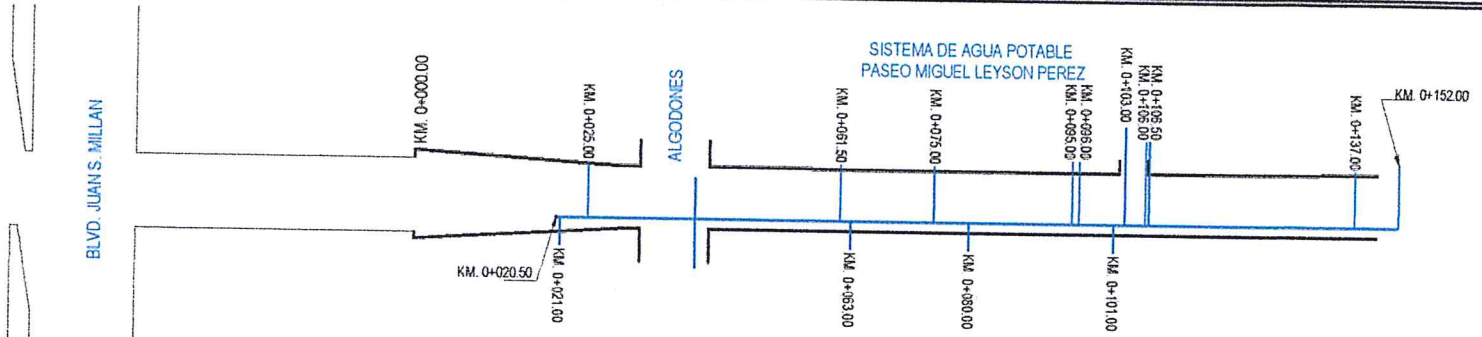 BLVD. JUAN S. MILLAN
KM. 0+000.00
KM. 0+025.00
ALGODONES
SISTEMA DE AGUA POTABLE
PASEO MIGUEL LEYSON PEREZ
KM. 0+061.50
KM. 0+075.00
KM. 0+095.00
KM. 0+096.00
KM. 0+103.00
KM. 0+106.00
KM. 0+106.50
KM. 0+137.00
KM. 0+152.00
KM. 0+020.50
KM. 0+021.00
KM. 0+063.00
KM. 0+080.00
KM. 0+101.00